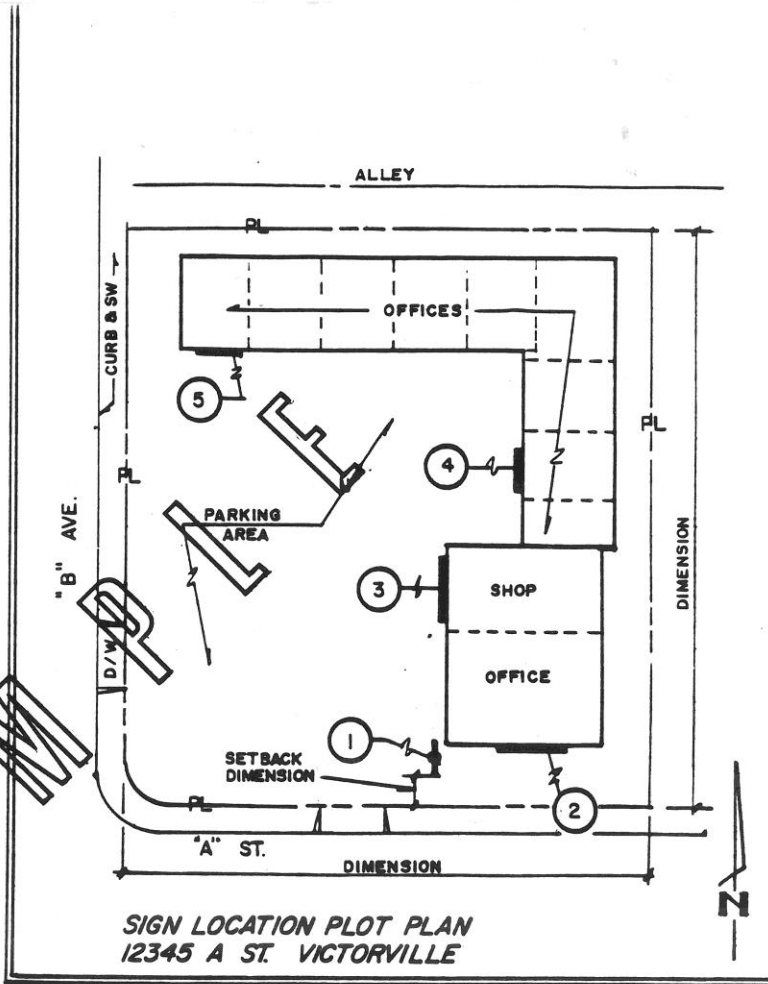 ALLEY
PL
CURB & SW
OFFICES
5
4
PL
PL
PARKING
AREA
"B" AVE.
DIMENSION
3
SHOP
D/W
OFFICE
1
SETBACK
DIMENSION
PL
2
"A" ST.
DIMENSION
N
MPLE
SIGN LOCATION PLOT PLAN
12345 A ST. VICTORVILLE